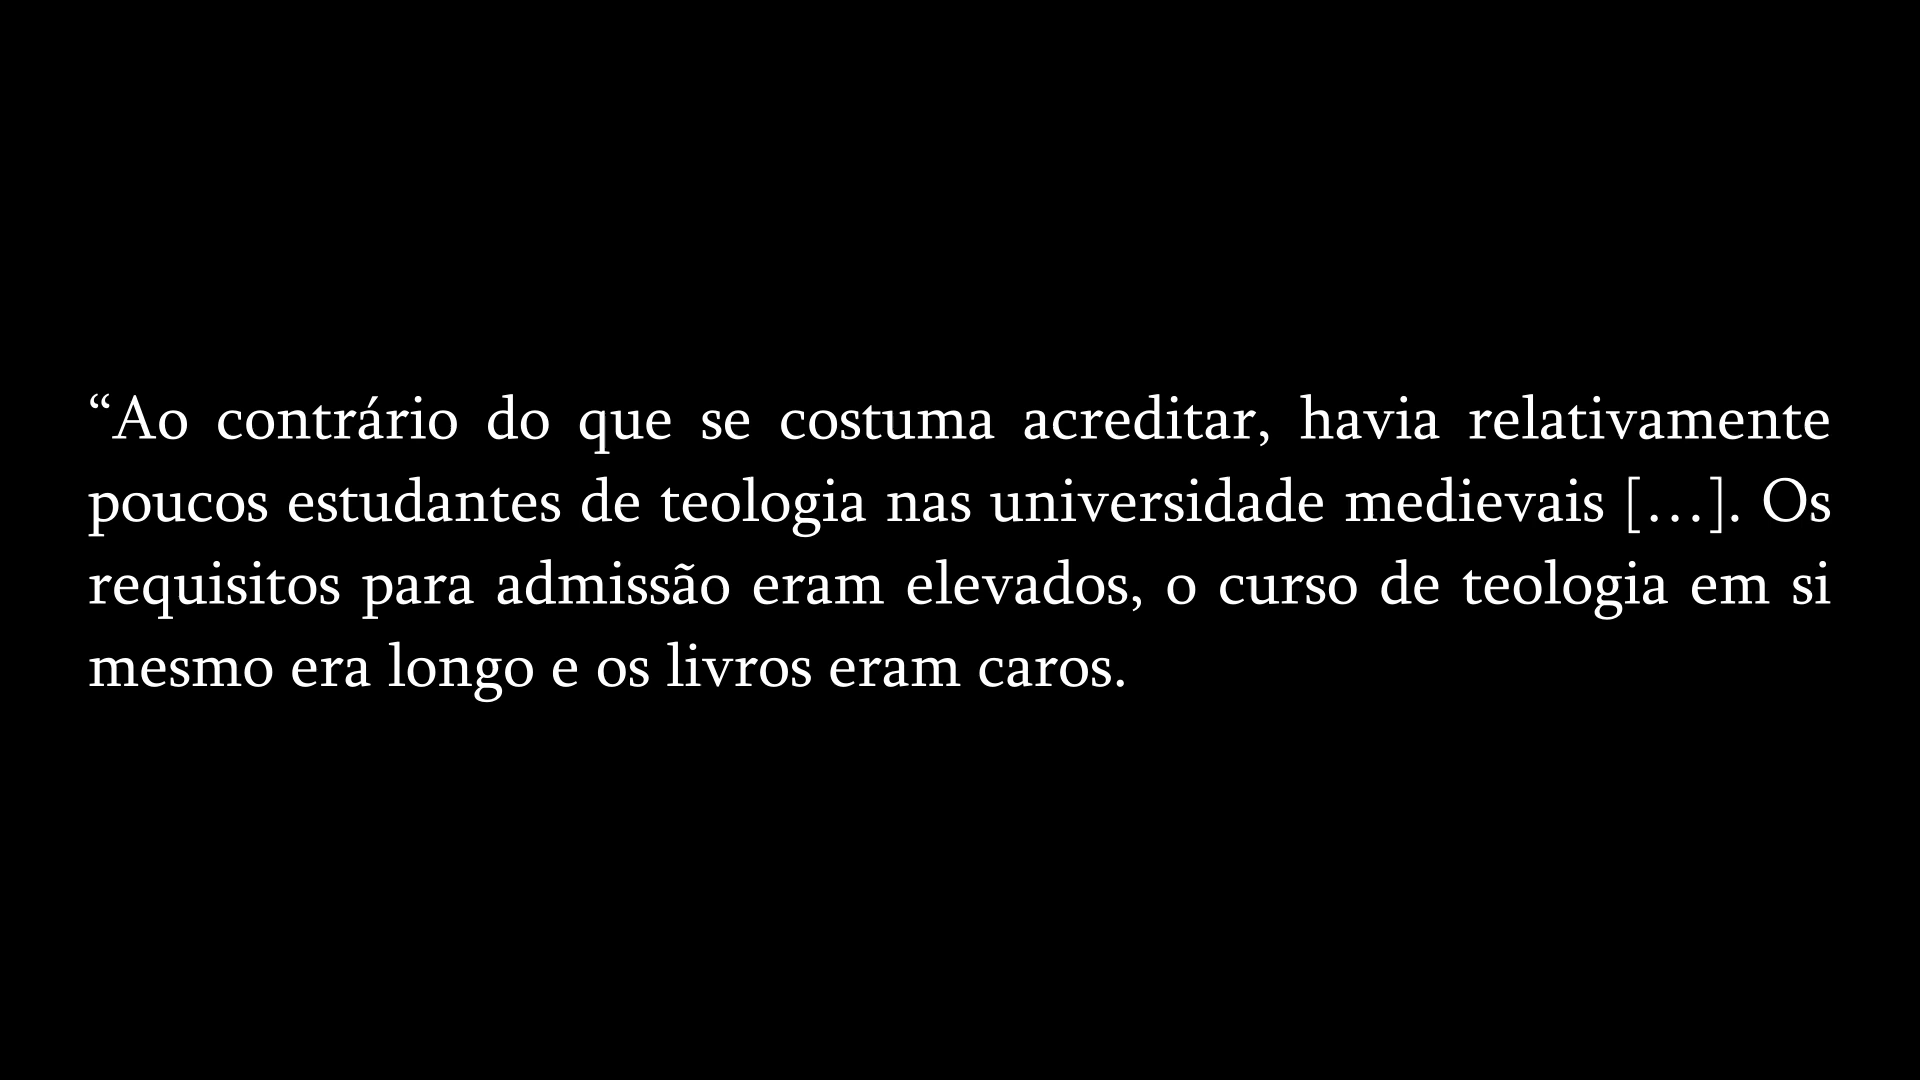 “Ao contrário do que se costuma acreditar, havia relativamente
poucos estudantes de teologia nas universidade medievais […]. Os
requisitos para admissão eram elevados, o curso de teologia em si
mesmo era longo e os livros eram caros.